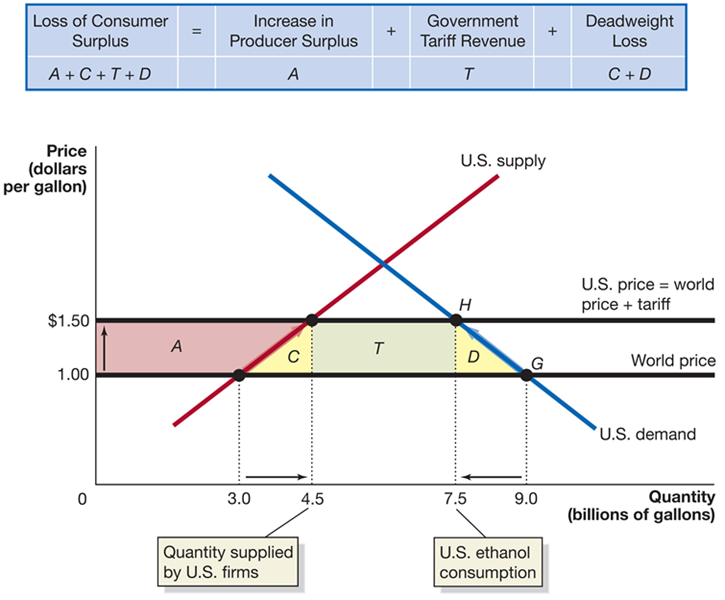 Loss of Consumer Surplus = Increase in Producer Surplus + Government Tariff Revenue + Deadweight Loss
A + C + T + D A T C + D
Price
(dollars
per gallon)
U.S. supply
U.S. price = world
price + tariff
H
$1.50
A
C
T
D
G
World price
1.00
U.S. demand
0
3.0 4.5 7.5 9.0
Quantity
(billions of gallons)
Quantity supplied
by U.S. firms
U.S. ethanol
consumption